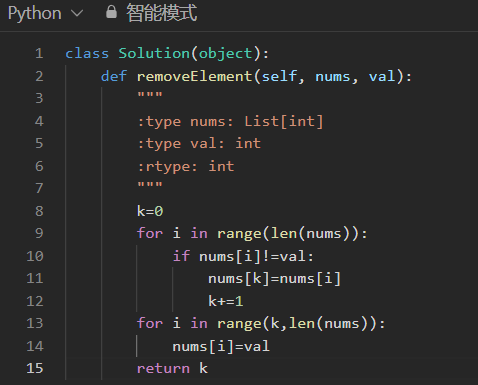 Python 智能模式
1 class Solution(object):
2     def removeElement(self, nums, val):
3         """
4         :type nums: List[int]
5         :type val: int
6         :rtype: int
7         """
8         k=0
9         for i in range(len(nums)):
10             if nums[i]!=val:
11                 nums[k]=nums[i]
12                 k+=1
13         for i in range(k,len(nums)):
14             nums[i]=val
15         return k